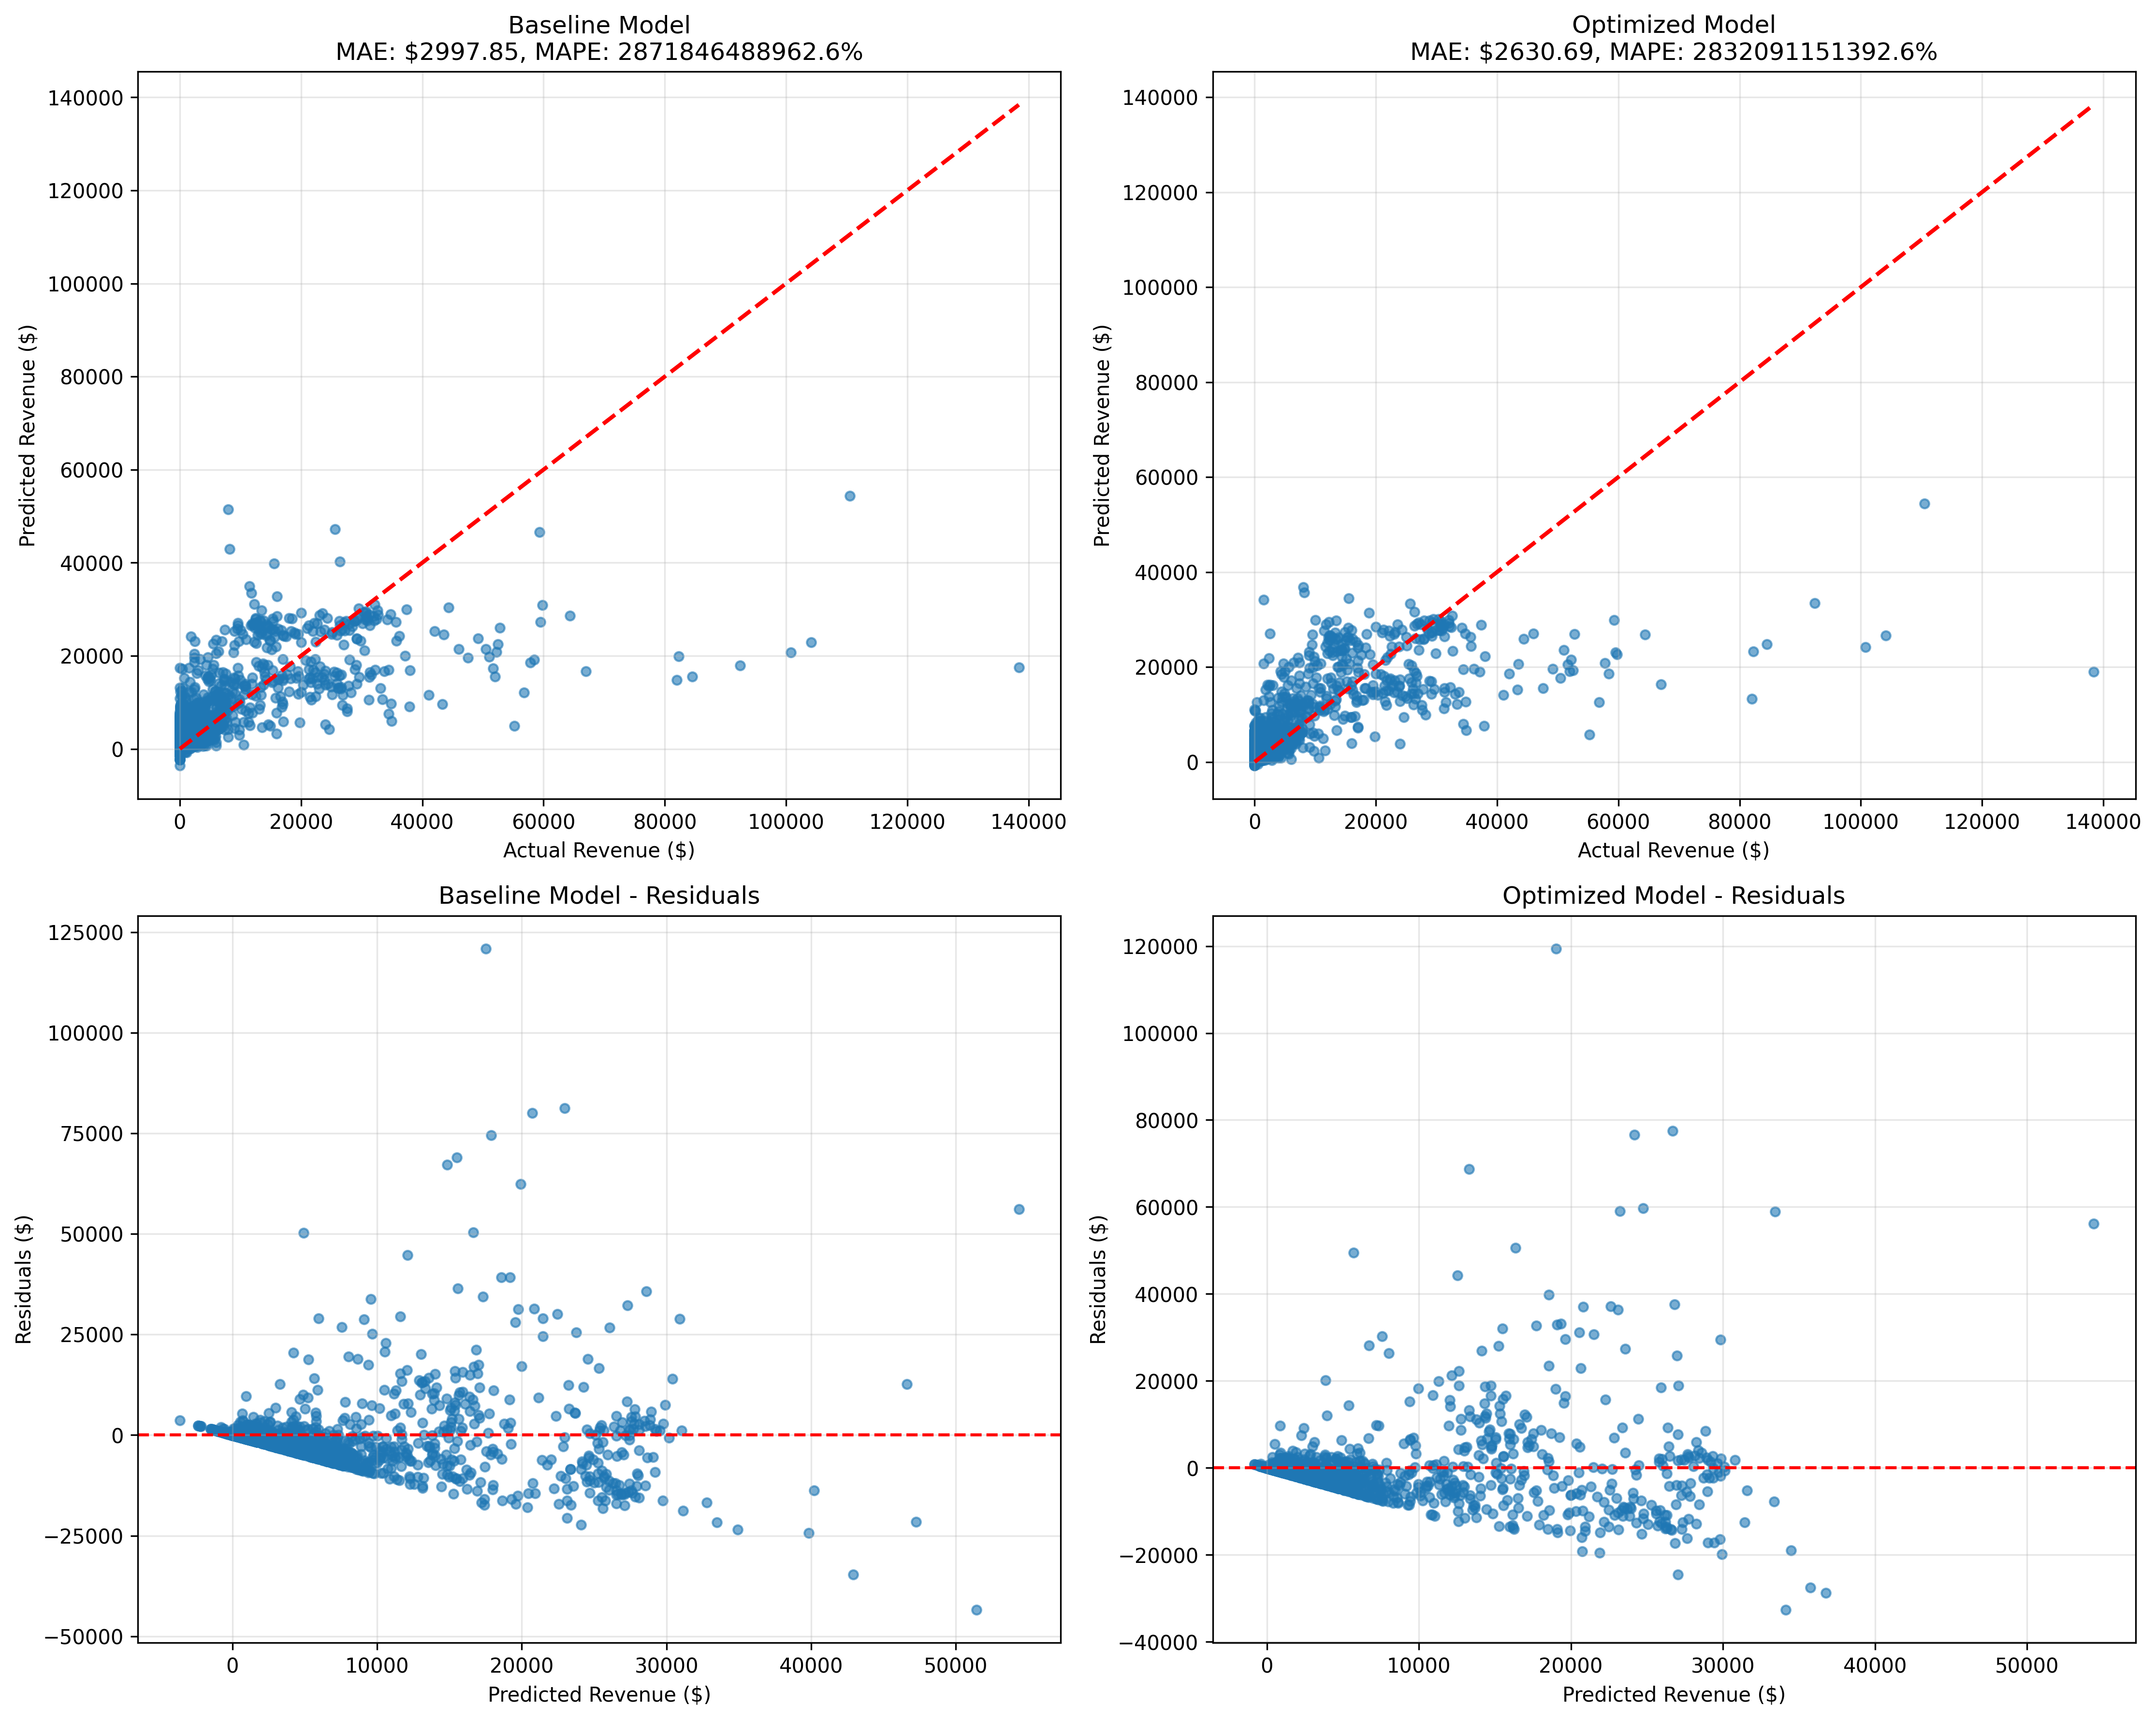 Baseline Model
MAE: $2997.85, MAPE: 2871846488962.6%
140000
120000
100000
80000
60000
40000
20000
0
Predicted Revenue ($)
0 20000 40000 60000 80000 100000 120000 140000
Actual Revenue ($)
Optimized Model
MAE: $2630.69, MAPE: 2832091151392.6%
140000
120000
100000
80000
60000
40000
20000
0
Predicted Revenue ($)
0 20000 40000 60000 80000 100000 120000 140000
Actual Revenue ($)
Baseline Model - Residuals
125000
100000
75000
50000
25000
0
−25000
−50000
Residuals ($)
0 10000 20000 30000 40000 50000
Predicted Revenue ($)
Optimized Model - Residuals
120000
100000
80000
60000
40000
20000
0
−20000
−40000
Residuals ($)
0 10000 20000 30000 40000 50000
Predicted Revenue ($)